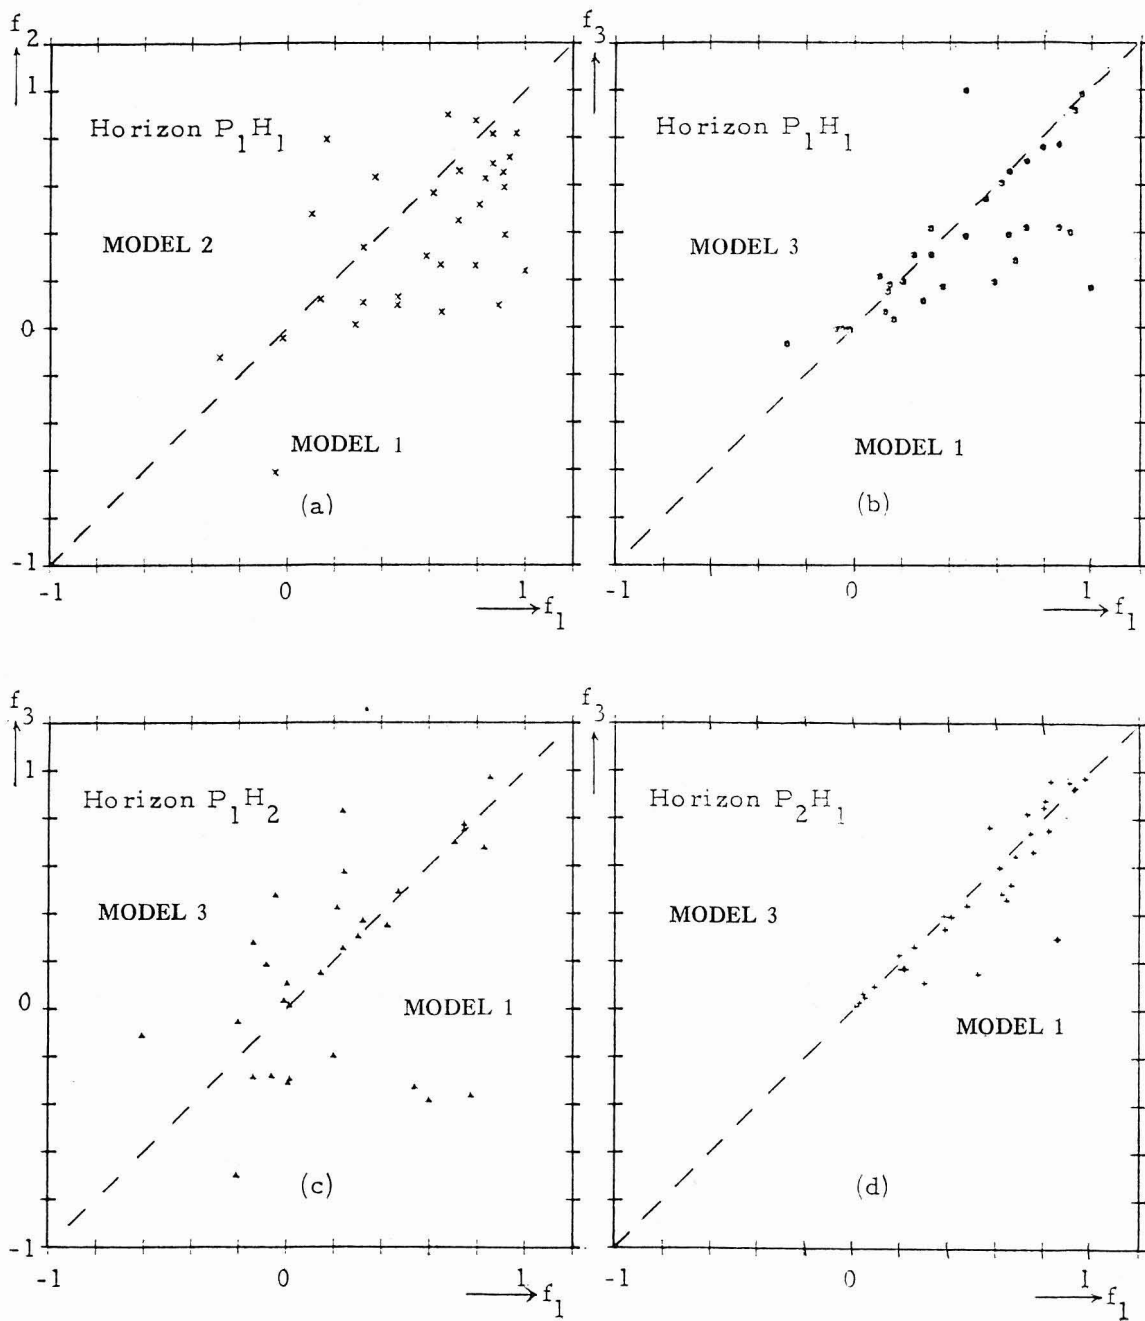 f
2
1
Horizon P₁H₁
MODEL 2
0
MODEL 1
(a)
-1
-1 0 1
f₁
f₃
Horizon P₁H₁
MODEL 3
MODEL 1
(b)
-1 0 1
f₁
f₃
1
Horizon P₁H₂
MODEL 3
0
MODEL 1
(c)
-1
-1 0 1
f₁
f₃
Horizon P₂H₁
MODEL 3
MODEL 1
(d)
-1 0 1
f₁